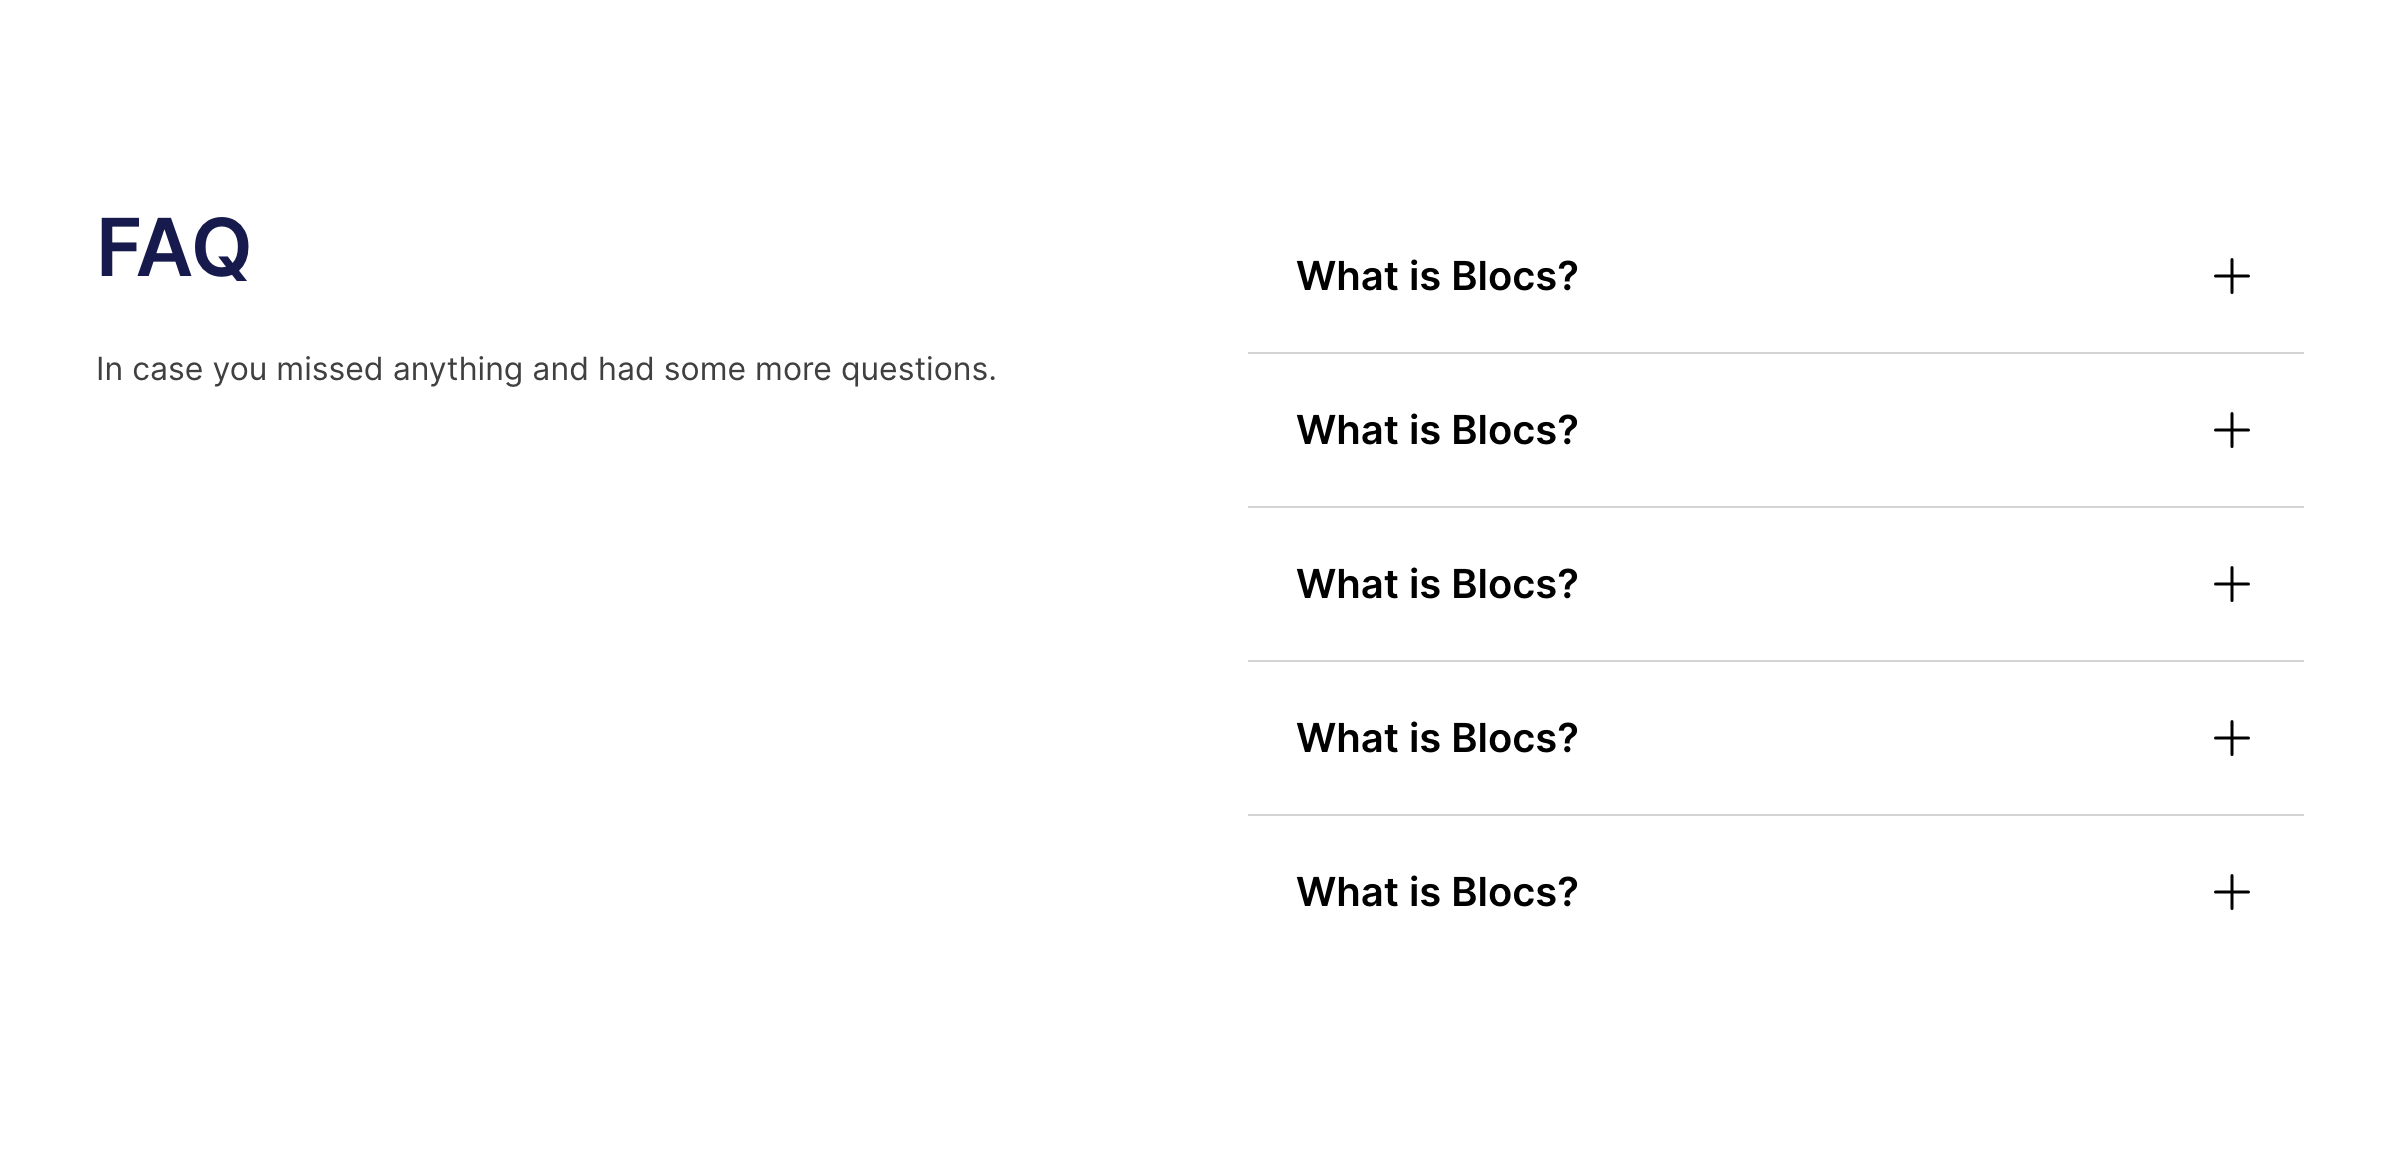 FAQ
In case you missed anything and had some more questions.
What is Blocs?
What is Blocs?
What is Blocs?
What is Blocs?
What is Blocs?